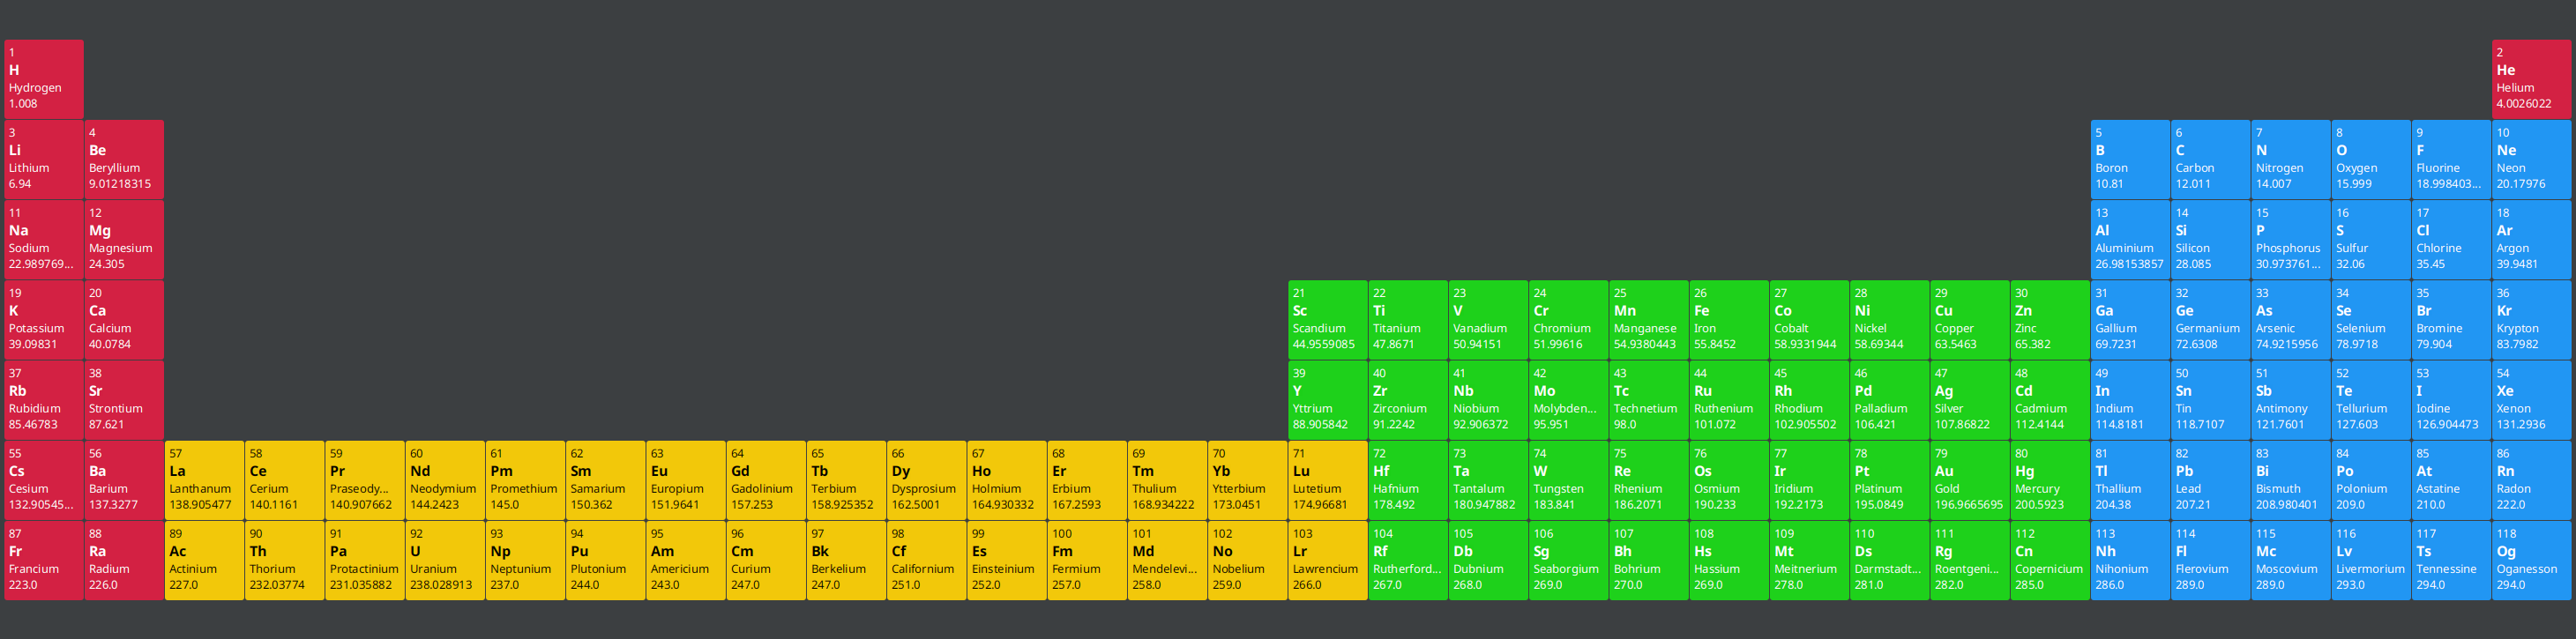 1
H
Hydrogen
1.008
2
He
Helium
4.0026022
3
Li
Lithium
6.94
4
Be
Beryllium
9.01218315
5
B
Boron
10.81
6
C
Carbon
12.011
7
N
Nitrogen
14.007
8
O
Oxygen
15.999
9
F
Fluorine
18.998403...
10
Ne
Neon
20.17976
11
Na
Sodium
22.989769...
12
Mg
Magnesium
24.305
13
Al
Aluminium
26.98153857
14
Si
Silicon
28.085
15
P
Phosphorus
30.973761...
16
S
Sulfur
32.06
17
Cl
Chlorine
35.45
18
Ar
Argon
39.9481
19
K
Potassium
39.09831
20
Ca
Calcium
40.0784
21
Sc
Scandium
44.9559085
22
Ti
Titanium
47.8671
23
V
Vanadium
50.94151
24
Cr
Chromium
51.99616
25
Mn
Manganese
54.9380443
26
Fe
Iron
55.8452
27
Co
Cobalt
58.9331944
28
Ni
Nickel
58.69344
29
Cu
Copper
63.5463
30
Zn
Zinc
65.382
31
Ga
Gallium
69.7231
32
Ge
Germanium
72.6308
33
As
Arsenic
74.9215956
34
Se
Selenium
78.9718
35
Br
Bromine
79.904
36
Kr
Krypton
83.7982
37
Rb
Rubidium
85.46783
38
Sr
Strontium
87.621
39
Y
Yttrium
88.905842
40
Zr
Zirconium
91.2242
41
Nb
Niobium
92.906372
42
Mo
Molybden...
95.951
43
Tc
Technetium
98.0
44
Ru
Ruthenium
101.072
45
Rh
Rhodium
102.905502
46
Pd
Palladium
106.421
47
Ag
Silver
107.86822
48
Cd
Cadmium
112.4144
49
In
Indium
114.8181
50
Sn
Tin
118.7107
51
Sb
Antimony
121.7601
52
Te
Tellurium
127.603
53
I
Iodine
126.904473
54
Xe
Xenon
131.2936
55
Cs
Cesium
132.90545...
56
Ba
Barium
137.3277
57
La
Lanthanum
138.905477
58
Ce
Cerium
140.1161
59
Pr
Praseody...
140.907662
60
Nd
Neodymium
144.2423
61
Pm
Promethium
145.0
62
Sm
Samarium
150.362
63
Eu
Europium
151.9641
64
Gd
Gadolinium
157.253
65
Tb
Terbium
158.925352
66
Dy
Dysprosium
162.5001
67
Ho
Holmium
164.930332
68
Er
Erbium
167.2593
69
Tm
Thulium
168.934222
70
Yb
Ytterbium
173.0451
71
Lu
Lutetium
174.96681
72
Hf
Hafnium
178.492
73
Ta
Tantalum
180.947882
74
W
Tungsten
183.841
75
Re
Rhenium
186.2071
76
Os
Osmium
190.233
77
Ir
Iridium
192.2173
78
Pt
Platinum
195.0849
79
Au
Gold
196.9665695
80
Hg
Mercury
200.5923
81
Tl
Thallium
204.38
82
Pb
Lead
207.21
83
Bi
Bismuth
208.980401
84
Po
Polonium
209.0
85
At
Astatine
210.0
86
Rn
Radon
222.0
87
Fr
Francium
223.0
88
Ra
Radium
226.0
89
Ac
Actinium
227.0
90
Th
Thorium
232.03774
91
Pa
Protactinium
231.035882
92
U
Uranium
238.028913
93
Np
Neptunium
237.0
94
Pu
Plutonium
244.0
95
Am
Americium
243.0
96
Cm
Curium
247.0
97
Bk
Berkelium
247.0
98
Cf
Californium
251.0
99
Es
Einsteinium
252.0
100
Fm
Fermium
257.0
101
Md
Mendelevi...
258.0
102
No
Nobelium
259.0
103
Lr
Lawrencium
266.0
104
Rf
Rutherford...
267.0
105
Db
Dubnium
268.0
106
Sg
Seaborgium
269.0
107
Bh
Bohrium
270.0
108
Hs
Hassium
269.0
109
Mt
Meitnerium
278.0
110
Ds
Darmstadt...
281.0
111
Rg
Roentgeni...
282.0
112
Cn
Copernicium
285.0
113
Nh
Nihonium
286.0
114
Fl
Flerovium
289.0
115
Mc
Moscovium
289.0
116
Lv
Livermorium
293.0
117
Ts
Tennessine
294.0
118
Og
Oganesson
294.0